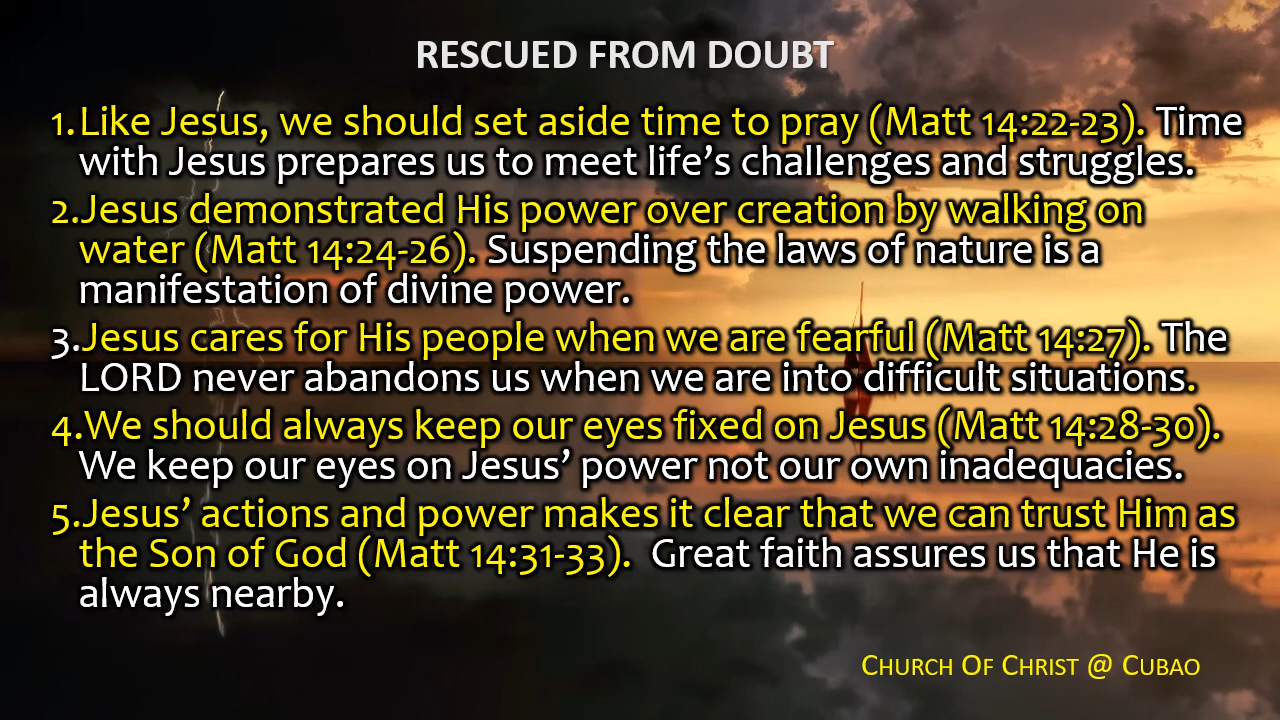 RESCUED FROM DOUBT
1. Like Jesus, we should set aside time to pray (Matt 14:22-23). Time
with Jesus prepares us to meet life’s challenges and struggles.
2. Jesus demonstrated His power over creation by walking on
water (Matt 14:24-26). Suspending the laws of nature is a
manifestation of divine power.
3. Jesus cares for His people when we are fearful (Matt 14:27). The
LORD never abandons us when we are into difficult situations.
4. We should always keep our eyes fixed on Jesus (Matt 14:28-30).
We keep our eyes on Jesus’ power not our own inadequacies.
5. Jesus’ actions and power makes it clear that we can trust Him as
the Son of God (Matt 14:31-33).  Great faith assures us that He is
always nearby.
CHURCH OF CHRIST @ CUBAO